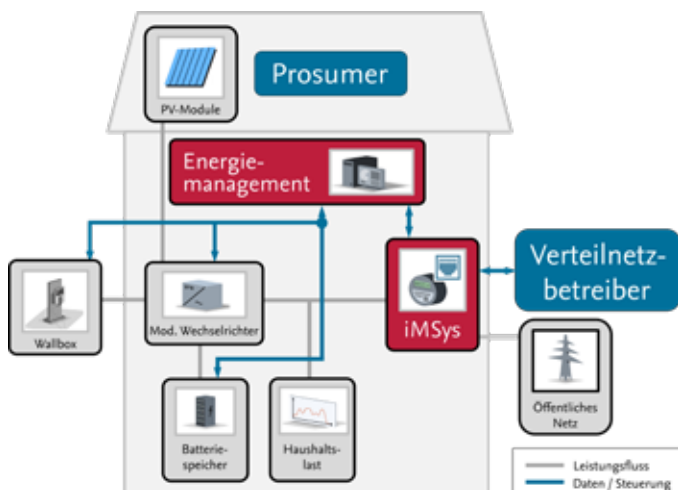 Prosumer
PV-Module
Energie-
management
Verteilnetz-
betreiber
Wallbox
Mod. Wechselrichter
iMSys
Batterie-
speicher
Haushalts-
last
Öffentliches
Netz
Leistungsfluss
Daten / Steuerung